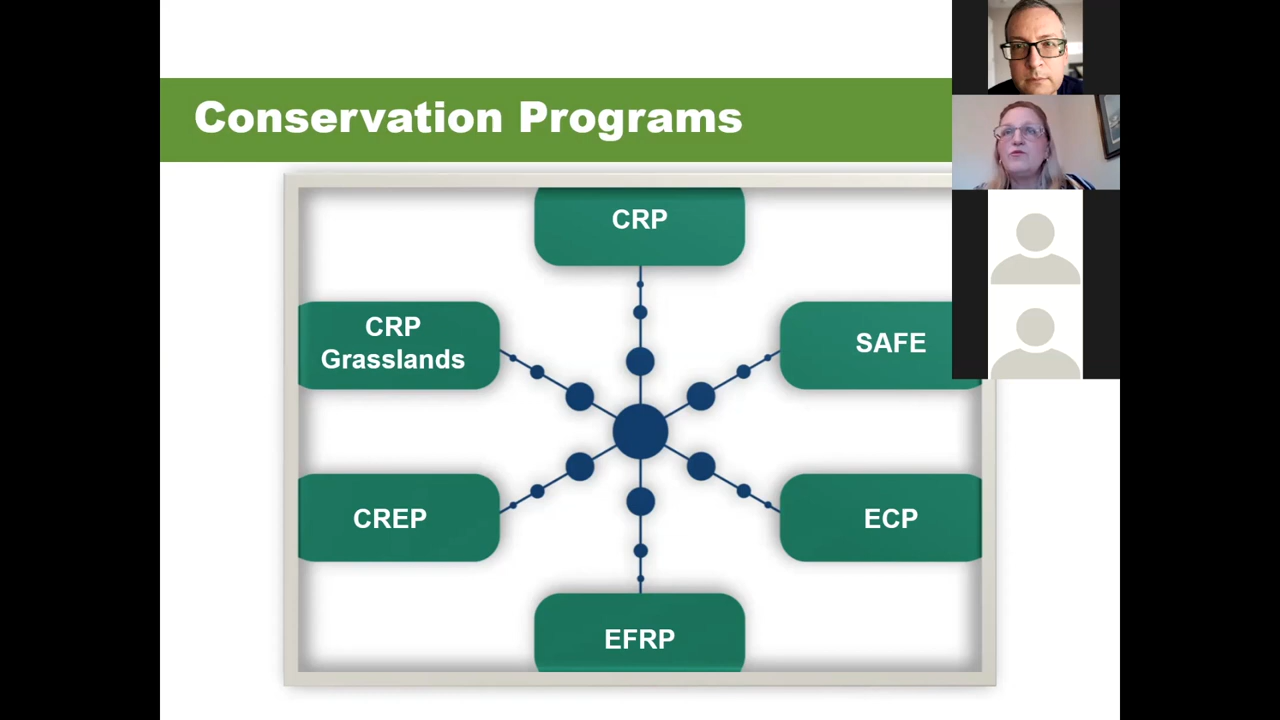 Conservation Programs
CRP
CRP
Grasslands
SAFE
CREP
ECP
EFRP